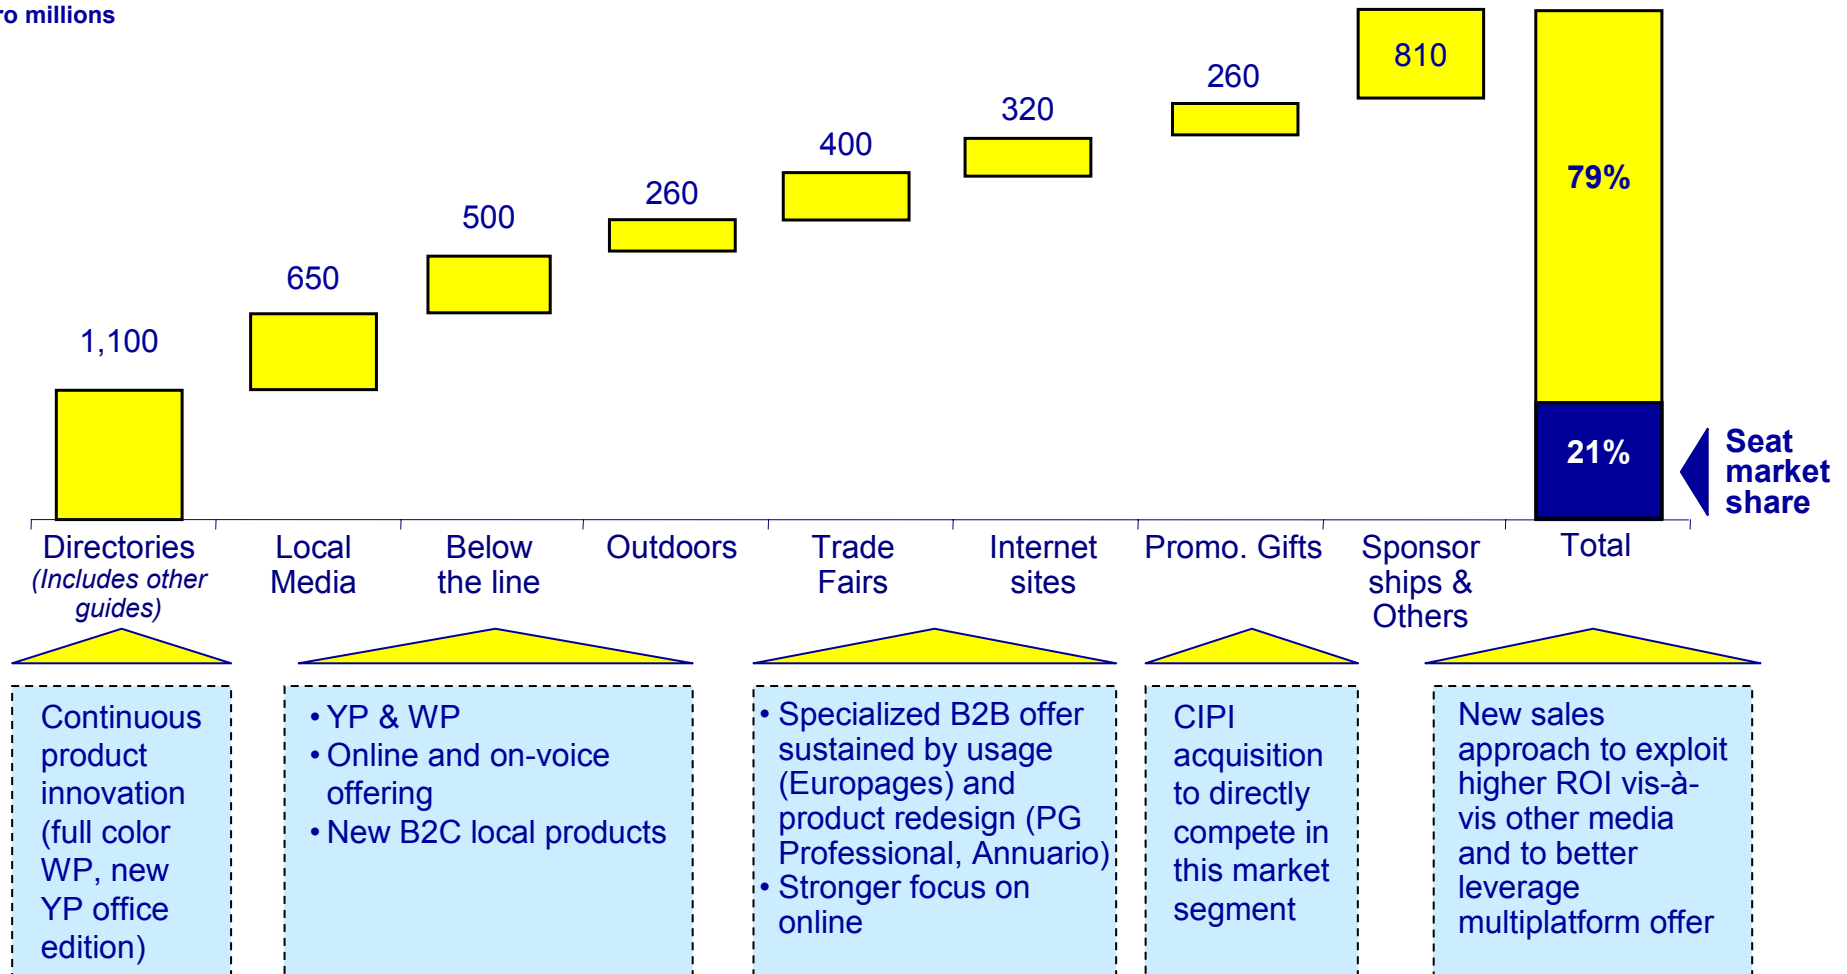 ro millions
1,100
650
500
260
400
320
260
810
79%
21%
Seat
market
share
Directories
(Includes other
guides)
Local
Media
Below
the line
Outdoors
Trade
Fairs
Internet
sites
Promo. Gifts
Sponsor
ships &
Others
Total
Continuous
product
innovation
(full color
WP, new
YP office
edition)
• YP & WP
• Online and on-voice
offering
• New B2C local products
• Specialized B2B offer
sustained by usage
(Europages) and
product redesign (PG
Professional, Annuario)
• Stronger focus on
online
CIPI
acquisition
to directly
compete in
this market
segment
New sales
approach to exploit
higher ROI vis-à-
vis other media
and to better
leverage
multiplatform offer